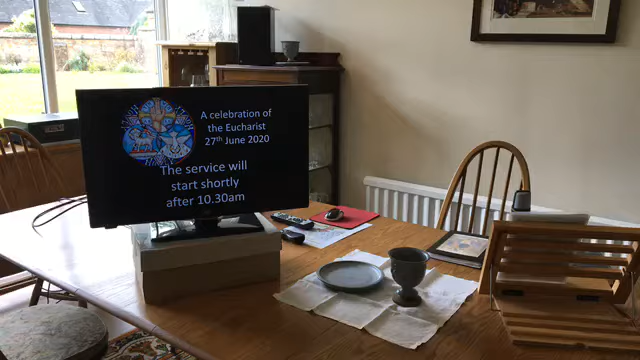 A celebration of
the Eucharist
27th June 2020
The service will
start shortly
after 10.30am